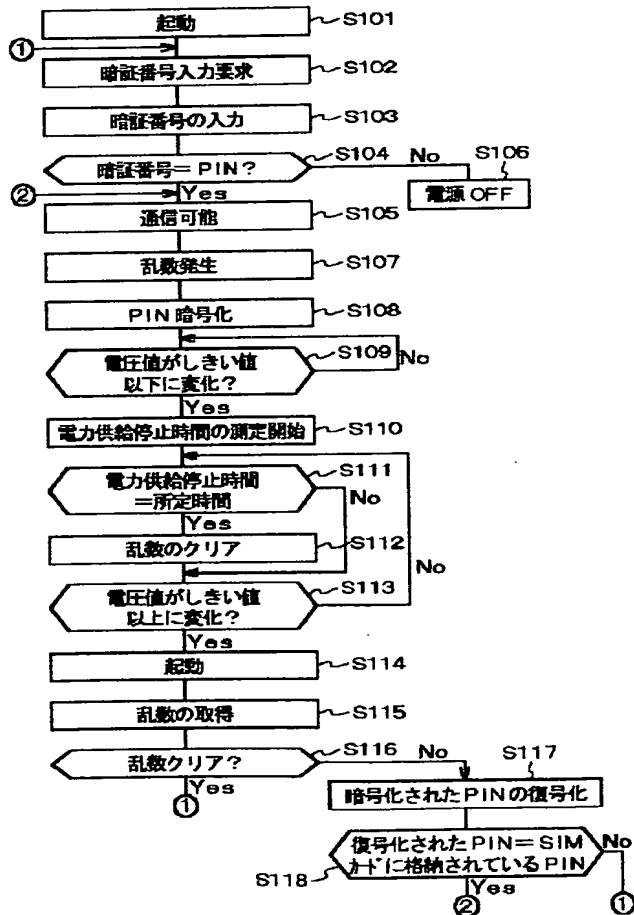 起動
S101
①
暗証番号入力要求
S102
暗証番号の入力
S103
暗証番号=PIN?
S104
No
S106
電源OFF
②
Yes
通信可能
S105
乱数発生
S107
PIN暗号化
S108
電圧値がしきい値
以下に変化?
S109
No
Yes
電力供給停止時間の測定開始
S110
電力供給停止時間
=所定時間
S111
No
Yes
乱数のクリア
S112
No
電圧値がしきい値
以上に変化?
S113
Yes
起動
S114
乱数の取得
S115
乱数クリア?
S116
No
Yes
①
S117
暗号化されたPINの復号化
復号化されたPIN=SIM
カードに格納されているPIN
No
S118
Yes
②
①